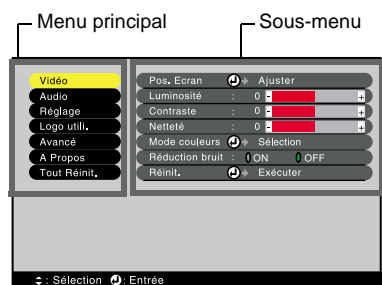 Menu principal
Sous-menu
Vidéo
Audio
Réglage
Logo utili.
Avancé
A Propos
Tout Réinit.
Pos. Ecran Ajuster
Luminosité : 0 - +
Contraste : 0 - +
Netteté : 0 - +
Mode couleurs Sélection
Réduction bruit : ON OFF
Réinit. Exécuter
: Sélection : Entrée